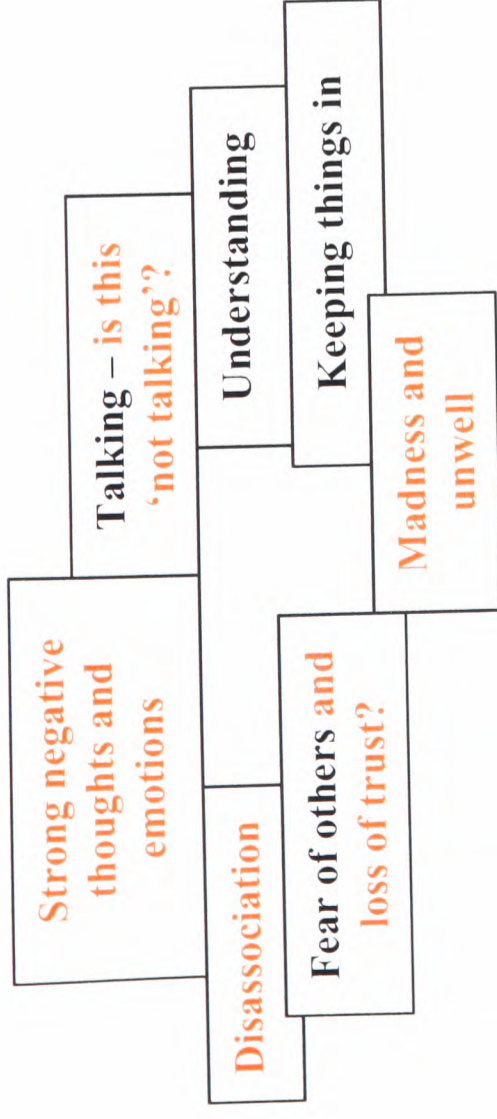 Strong negative
thoughts and
emotions
Talking – is this
‘not talking’?
Understanding
Keeping things in
Disassociation
Fear of others and
loss of trust?
Madness and
unwell